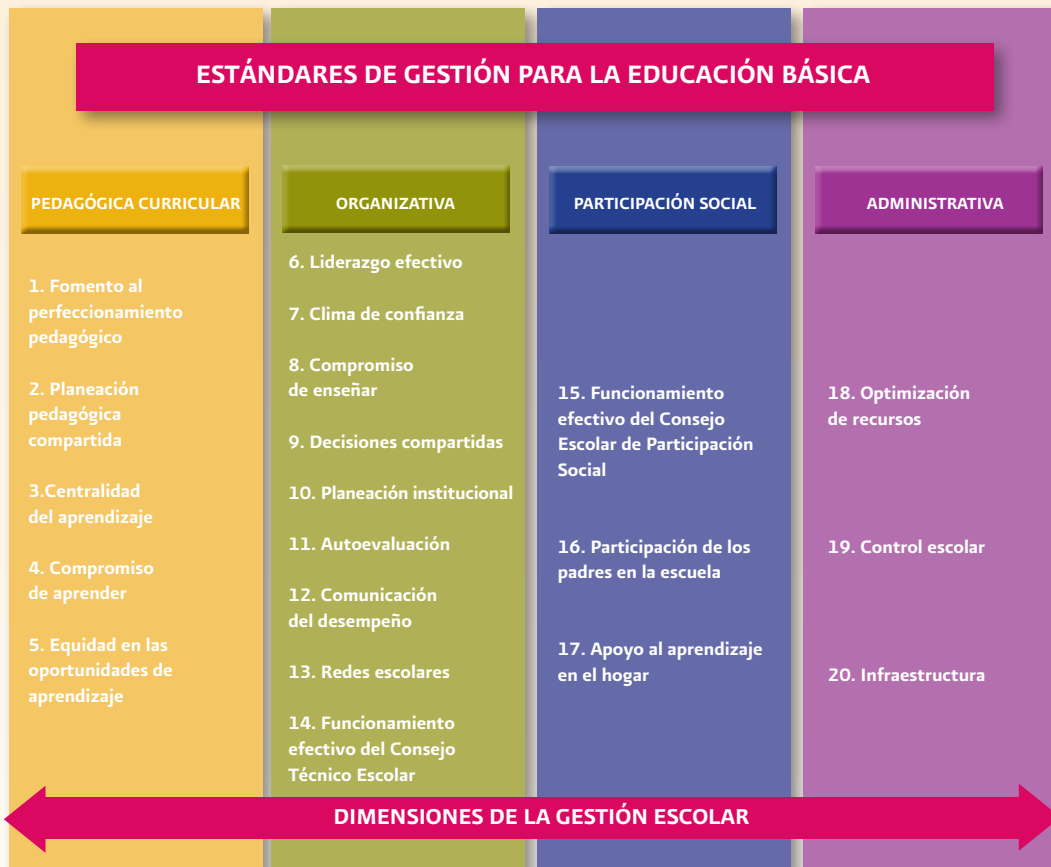 ESTÁNDARES DE GESTIÓN PARA LA EDUCACIÓN BÁSICA
PEDAGÓGICA CURRICULAR
1. Fomento al
perfeccionamiento
pedagógico
2. Planeación
pedagógica
compartida
3.Centralidad
del aprendizaje
4. Compromiso
de aprender
5. Equidad en las
oportunidades de
aprendizaje
ORGANIZATIVA
6. Liderazgo efectivo
7. Clima de confianza
8. Compromiso
de enseñar
9. Decisiones compartidas
10. Planeación institucional
11. Autoevaluación
12. Comunicación
del desempeño
13. Redes escolares
14. Funcionamiento
efectivo del Consejo
Técnico Escolar
PARTICIPACIÓN SOCIAL
15. Funcionamiento
efectivo del Consejo
Escolar de Participación
Social
16. Participación de los
padres en la escuela
17. Apoyo al aprendizaje
en el hogar
ADMINISTRATIVA
18. Optimización
de recursos
19. Control escolar
20. Infraestructura
DIMENSIONES DE LA GESTIÓN ESCOLAR